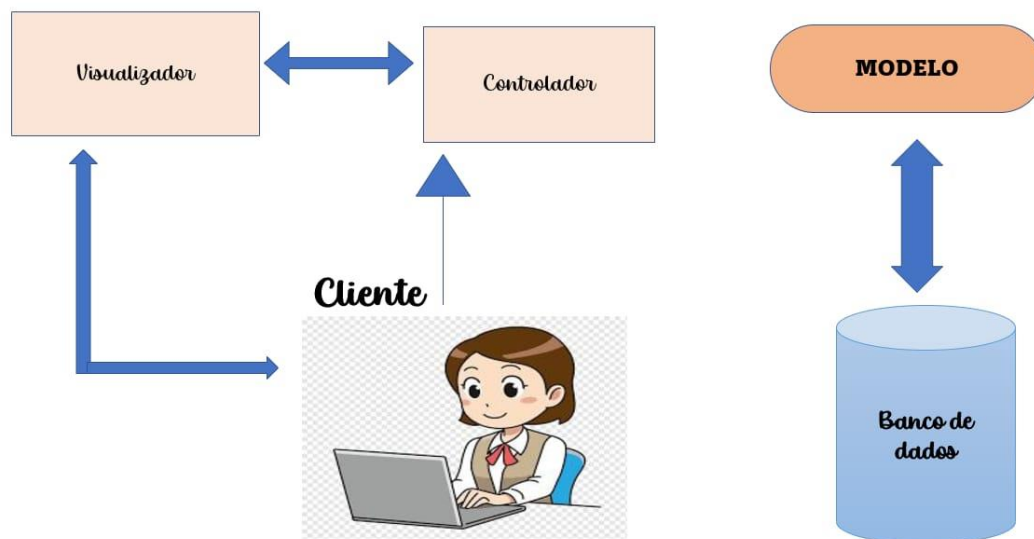 Visualizador
Controlador
MODELO
Cliente
Banco de
dados